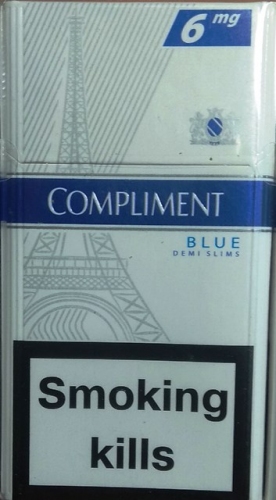 6 mg
COMPLIMENT
BLUE
DEMI SLIMS
Smoking
kills